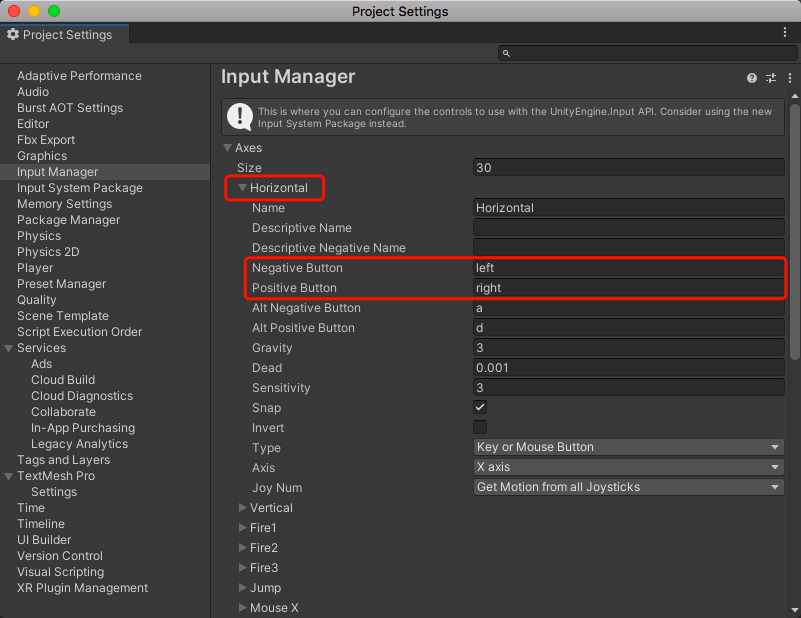 Project Settings
Project Settings
Adaptive Performance
Audio
Burst AOT Settings
Editor
Fbx Export
Graphics
Input Manager
Input System Package
Memory Settings
Package Manager
Physics
Physics 2D
Player
Preset Manager
Quality
Scene Template
Script Execution Order
Services
Ads
Cloud Build
Cloud Diagnostics
Collaborate
In-App Purchasing
Legacy Analytics
Tags and Layers
TextMesh Pro
Settings
Time
Timeline
UI Builder
Version Control
Visual Scripting
XR Plugin Management
Input Manager
This is where you can configure the controls to use with the UnityEngine.Input API. Consider using the new
Input System Package instead.
Axes
Size 30
Horizontal
Name Horizontal
Descriptive Name
Descriptive Negative Name
Negative Button left
Positive Button right
Alt Negative Button a
Alt Positive Button d
Gravity 3
Dead 0.001
Sensitivity 3
Snap
Invert
Type Key or Mouse Button
Axis X axis
Joy Num Get Motion from all Joysticks
Vertical
Fire1
Fire2
Fire3
Jump
Mouse X